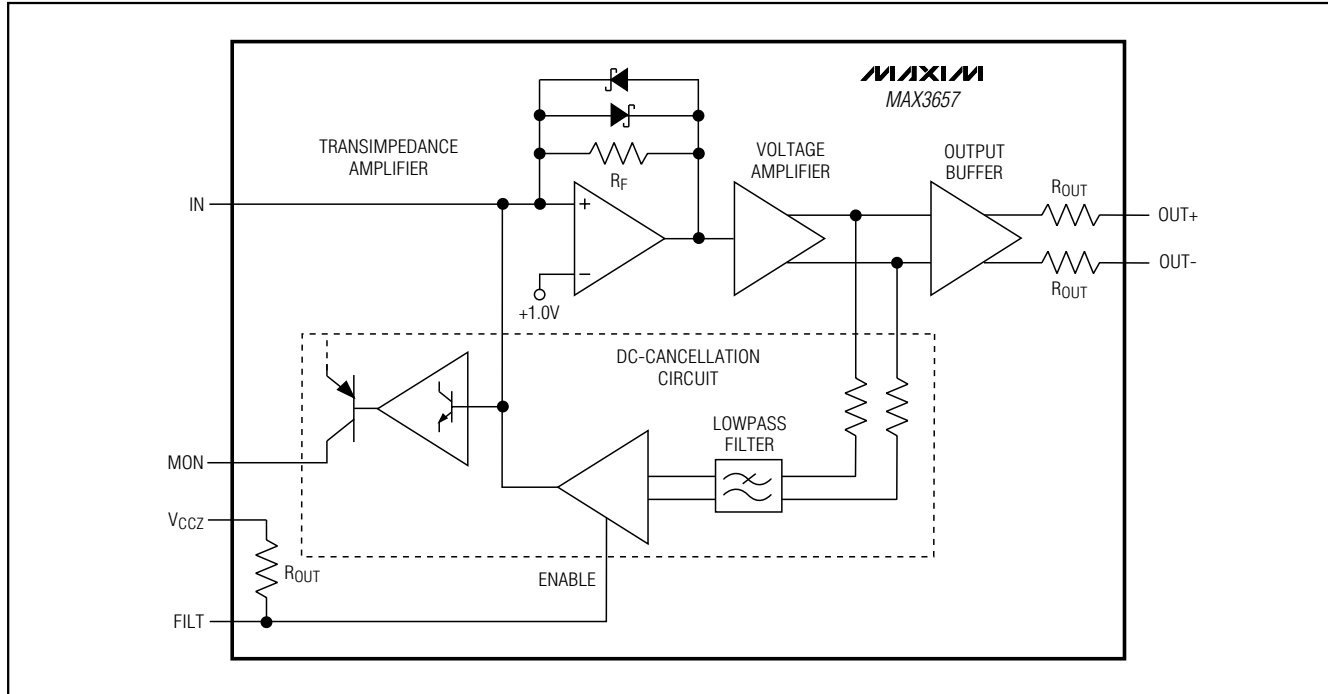 MAXIM
MAX3657
TRANSIMPEDANCE
AMPLIFIER
VOLTAGE
AMPLIFIER
OUTPUT
BUFFER
RF
ROUT
IN
+
−
+1.0V
OUT+
OUT-
ROUT
DC-CANCELLATION
CIRCUIT
LOWPASS
FILTER
MON
VCCZ
ROUT
ENABLE
FILT